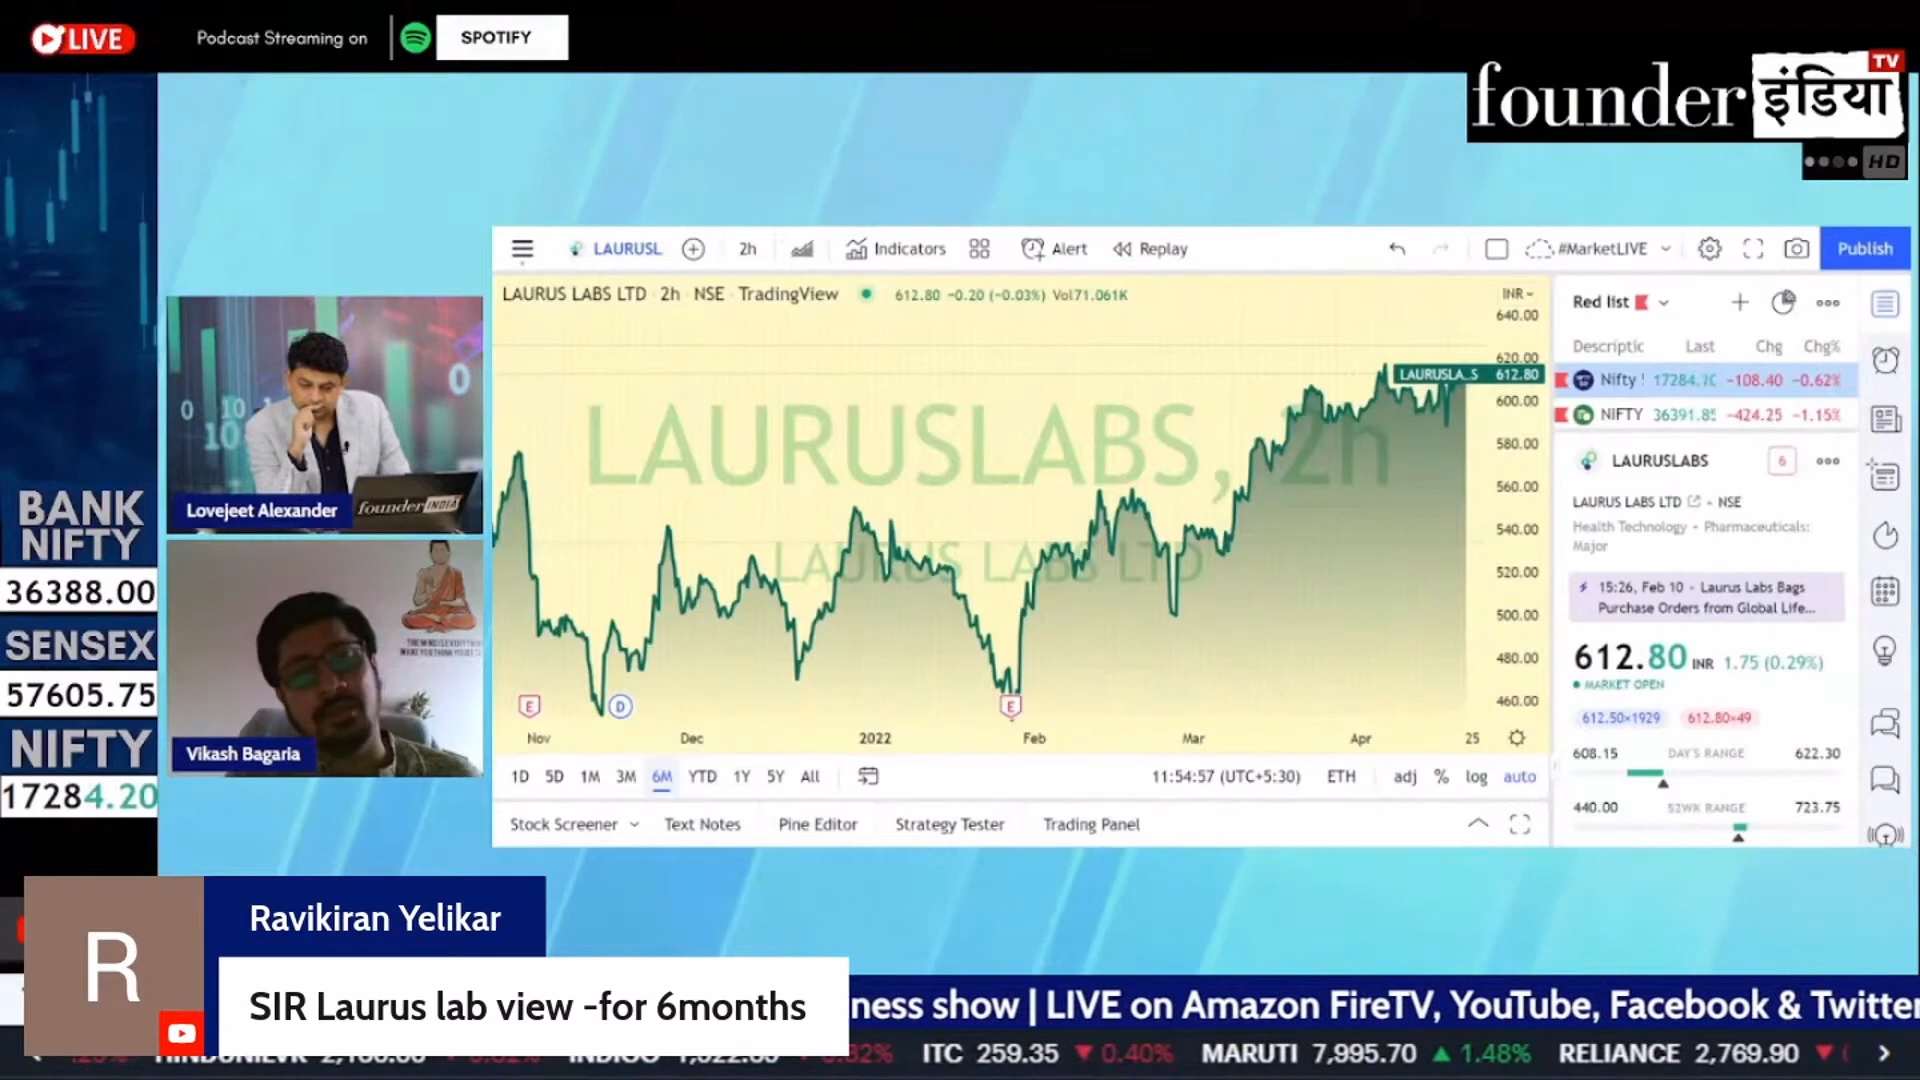 LIVE
Podcast Streaming on
SPOTIFY
founder इंडिया
TV
HD
LAURUSL
2h
Indicators
Alert
Replay
#MarketLIVE
Publish
LAURUS LABS LTD · 2h · NSE · TradingView
612.80 −0.20 (−0.03%) Vol71.061K
INR
640.00
620.00
LAURUSLA_S 612.80
600.00
580.00
560.00
540.00
520.00
500.00
480.00
460.00
LAURUSLABS, 2h
LAURUS LABS LTD
E
D
E
Nov
Dec
2022
Feb
Mar
Apr
25
1D 5D 1M 3M 6M YTD 1Y 5Y All
11:54:57 (UTC+5:30)
ETH
adj % log auto
Stock Screener
Text Notes
Pine Editor
Strategy Tester
Trading Panel
Red list
Last Chg Chg%
Nifty 17284.20 −108.40 −0.62%
NIFTY 36391.85 −424.25 −1.15%
LAURUSLABS
6
LAURUS LABS LTD · NSE
Health Technology • Pharmaceuticals:
Major
15:26, Feb 10 - Laurus Labs Bags
Purchase Orders from Global Life...
612.80 INR 1.75 (0.29%)
MARKET OPEN
612.50×1929
612.80×49
608.15 DAY'S RANGE 622.30
440.00 52WK RANGE 723.75
Lovejeet Alexander
founder INDIA
Vikash Bagaria
BANK
NIFTY
36388.00
SENSEX
57605.75
NIFTY
17284.20
R
Ravikiran Yelikar
SIR Laurus lab view -for 6months
ness show | LIVE on Amazon FireTV, YouTube, Facebook & Twitter
ITC 259.35 ▼ 0.40% MARUTI 7,995.70 ▲ 1.48% RELIANCE 2,769.90 ▼